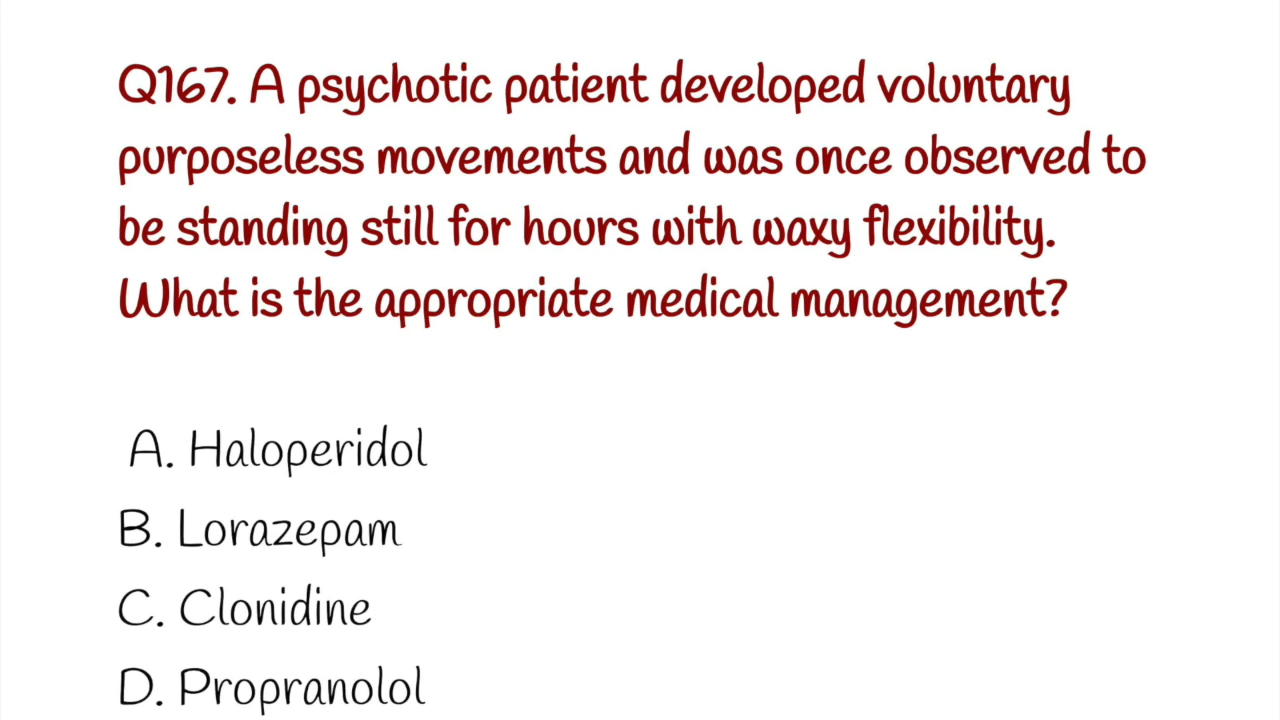 Q167. A psychotic patient developed voluntary
purposeless movements and was once observed to
be standing still for hours with waxy flexibility.
What is the appropriate medical management?
A. Haloperidol
B. Lorazepam
C. Clonidine
D. Propranolol